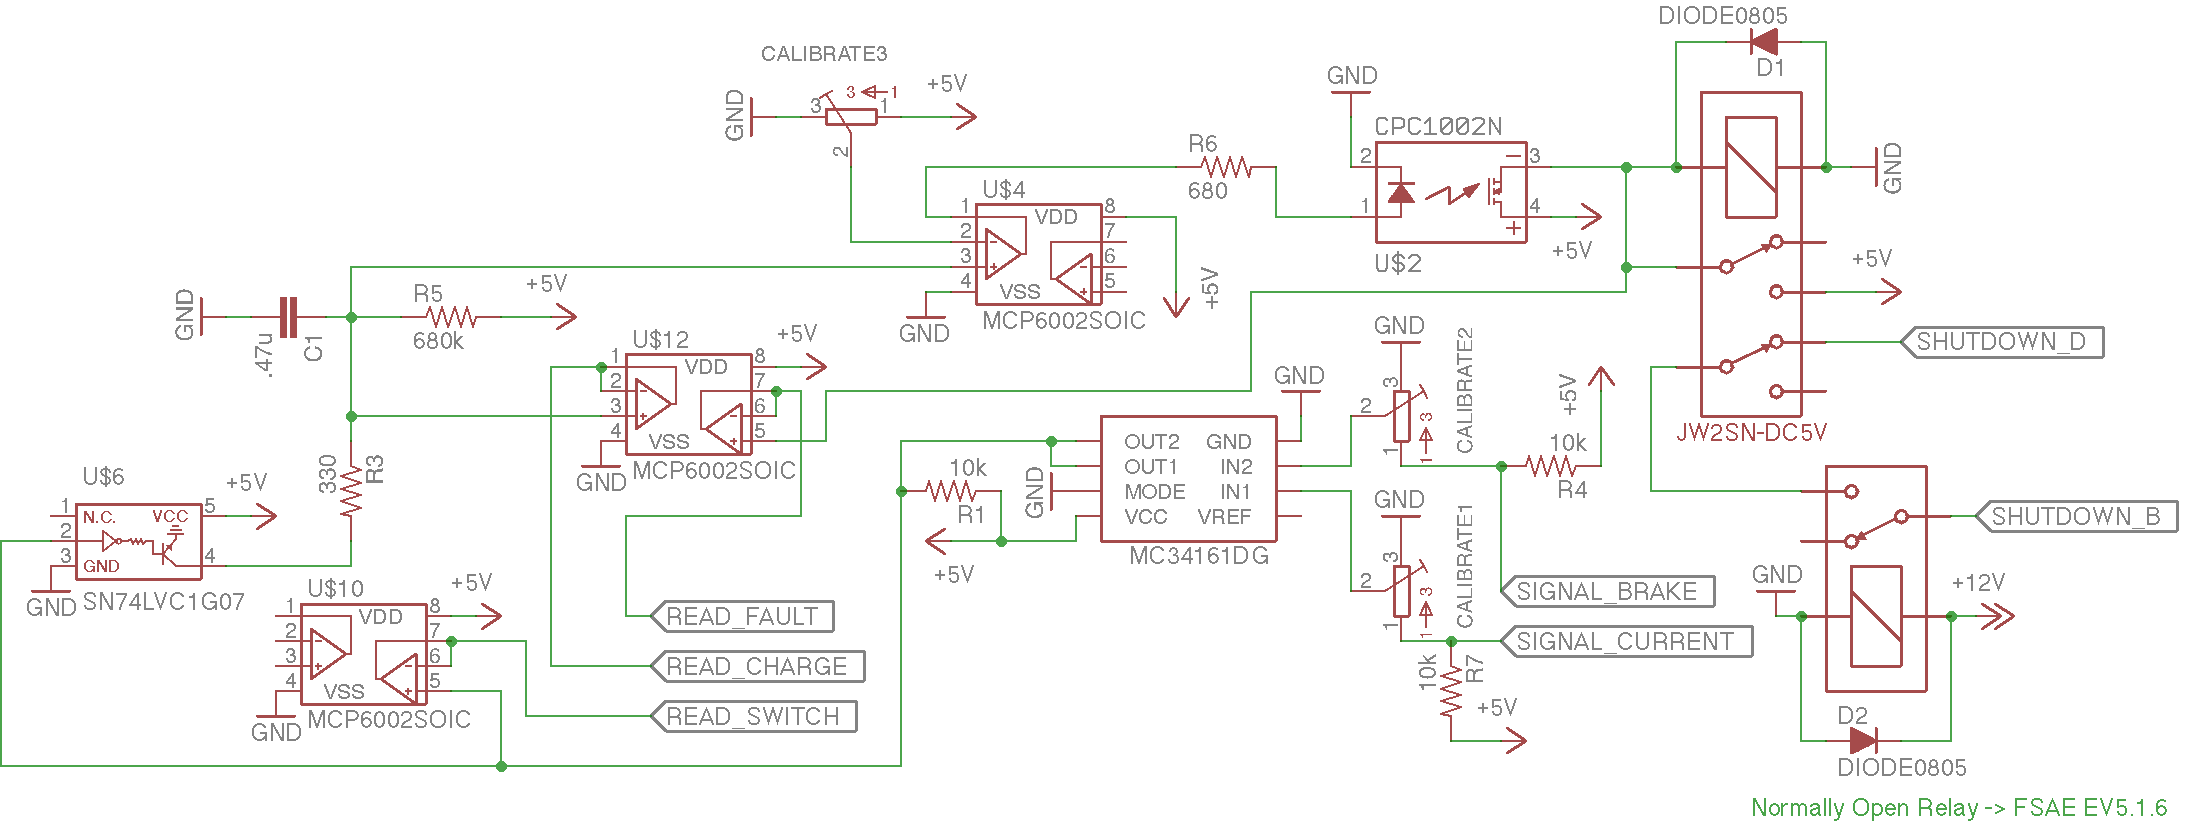 DIODE0805
D1
CALIBRATE3
GND
3
3
1
1
+5V
2
GND
CPC1002N
2
1
−
3
4
+
+5V
U$2
GND
R6
680
U$4
1
2
3
4
VDD
VSS
8
7
6
5
GND
MCP6002SOIC
+5V
+5V
SHUTDOWN_D
JW2SN-DC5V
GND
.47u
C1
R5
680k
+5V
U$12
1
2
3
4
VDD
VSS
8
7
6
5
+5V
GND
MCP6002SOIC
GND
3
2
1
3
1
CALIBRATE2
+5V
10k
R4
GND
OUT2
OUT1
MODE
VCC
GND
IN2
IN1
VREF
MC34161DG
GND
10k
R1
+5V
GND
3
2
1
3
1
CALIBRATE1
SIGNAL_BRAKE
SIGNAL_CURRENT
10k
R7
+5V
330
R3
U$6
1
2
3
N.C.
VCC
GND
5
4
+5V
GND
SN74LVC1G07
U$10
1
2
3
4
VDD
VSS
8
7
6
5
+5V
GND
MCP6002SOIC
READ_FAULT
READ_CHARGE
READ_SWITCH
SHUTDOWN_B
GND
+12V
D2
DIODE0805
Normally Open Relay -> FSAE EV5.1.6